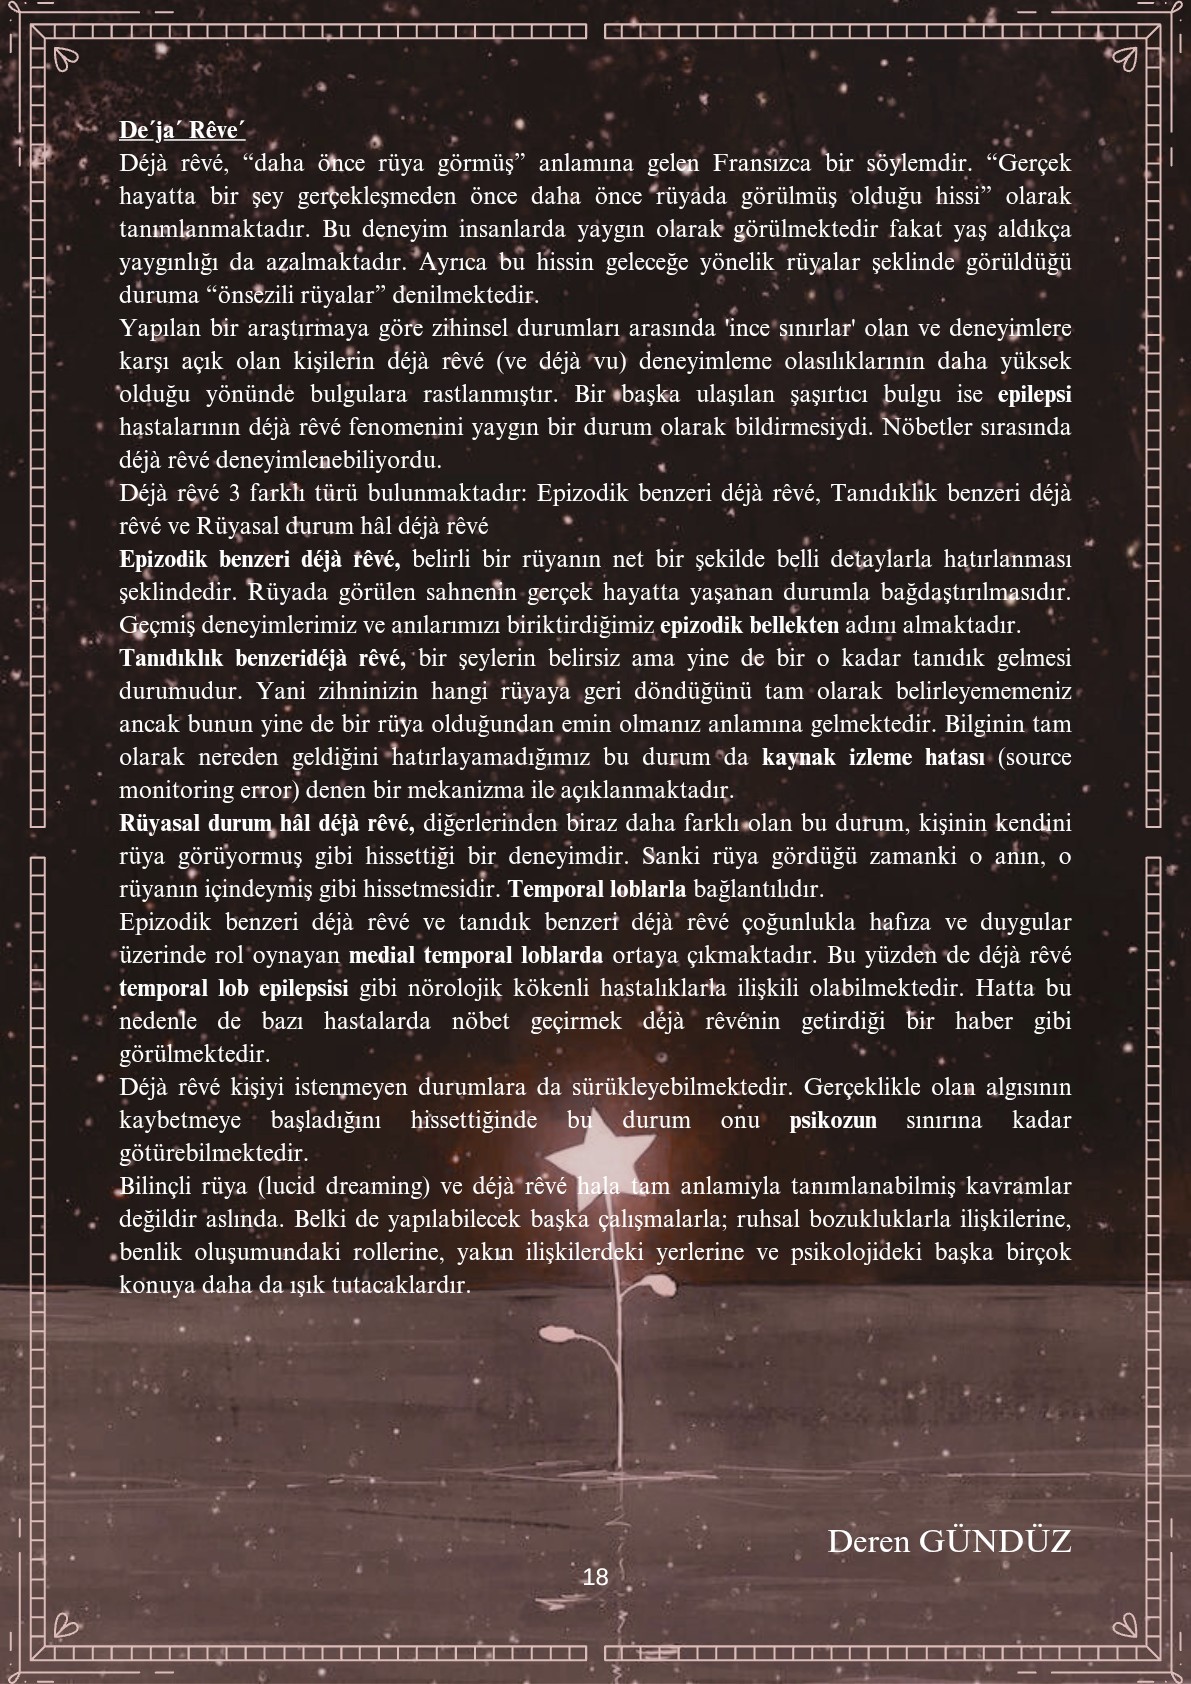 De´ja´ Rêve´
Déjà rêvé, “daha önce rüya görmüş” anlamına gelen Fransızca bir söylemdir. “Gerçek
hayatta bir şey gerçekleşmeden önce daha önce rüyada görülmüş olduğu hissi” olarak
tanımlanmaktadır. Bu deneyim insanlarda yaygın olarak görülmektedir fakat yaş aldıkça
yaygınlığı da azalmaktadır. Ayrıca bu hissin geleceğe yönelik rüyalar şeklinde görüldüğü
duruma “önsezili rüyalar” denilmektedir.
Yapılan bir araştırmaya göre zihinsel durumları arasında 'ince sınırlar' olan ve deneyimlere
karşı açık olan kişilerin déjà rêvé (ve déjà vu) deneyimleme olasılıklarının daha yüksek
olduğu yönünde bulgulara rastlanmıştır. Bir başka ulaşılan şaşırtıcı bulgu ise epilepsi
hastalarının déjà rêvé fenomenini yaygın bir durum olarak bildirmesiydi. Nöbetler sırasında
déjà rêvé deneyimlenebiliyordu.
Déjà rêvé 3 farklı türü bulunmaktadır: Epizodik benzeri déjà rêvé, Tanıdıklık benzeri déjà
rêvé ve Rüyasal durum hâl déjà rêvé
Epizodik benzeri déjà rêvé, belirli bir rüyanın net bir şekilde belli detaylarla hatırlanması
şeklindedir. Rüyada görülen sahnenin gerçek hayatta yaşanan durumla bağdaştırılmasıdır.
Geçmiş deneyimlerimiz ve anılarımızı biriktirdiğimiz epizodik bellekten adını almaktadır.
Tanıdıklık benzeridéjà rêvé, bir şeylerin belirsiz ama yine de bir o kadar tanıdık gelmesi
durumudur. Yani zihninizin hangi rüyaya geri döndüğünü tam olarak belirleyememeniz
ancak bunun yine de bir rüya olduğundan emin olmanız anlamına gelmektedir. Bilginin tam
olarak nereden geldiğini hatırlayamadığımız bu durum da kaynak izleme hatası (source
monitoring error) denen bir mekanizma ile açıklanmaktadır.
Rüyasal durum hâl déjà rêvé, diğerlerinden biraz daha farklı olan bu durum, kişinin kendini
rüya görüyormuş gibi hissettiği bir deneyimdir. Sanki rüya gördüğü zamanki o anın, o
rüyanın içindeymiş gibi hissetmesidir. Temporal loblarla bağlantılıdır.
Epizodik benzeri déjà rêvé ve tanıdık benzeri déjà rêvé çoğunlukla hafıza ve duygular
üzerinde rol oynayan medial temporal loblarda ortaya çıkmaktadır. Bu yüzden de déjà rêvé
temporal lob epilepsisi gibi nörolojik kökenli hastalıklarla ilişkili olabilmektedir. Hatta bu
nedenle de bazı hastalarda nöbet geçirmek déjà rêvénin getirdiği bir haber gibi
görülmektedir.
Déjà rêvé kişiyi istenmeyen durumlara da sürükleyebilmektedir. Gerçeklikle olan algısının
kaybetmeye başladığını hissettiğinde bu durum onu psikozun sınırına kadar
götürebilmektedir.
Bilinçli rüya (lucid dreaming) ve déjà rêvé hala tam anlamıyla tanımlanabilmiş kavramlar
değildir aslında. Belki de yapılabilecek başka çalışmalarla; ruhsal bozukluklarla ilişkilerine,
benlik oluşumundaki rollerine, yakın ilişkilerdeki yerlerine ve psikolojideki başka birçok
konuya daha da ışık tutacaklardır.
Deren GÜNDÜZ
18